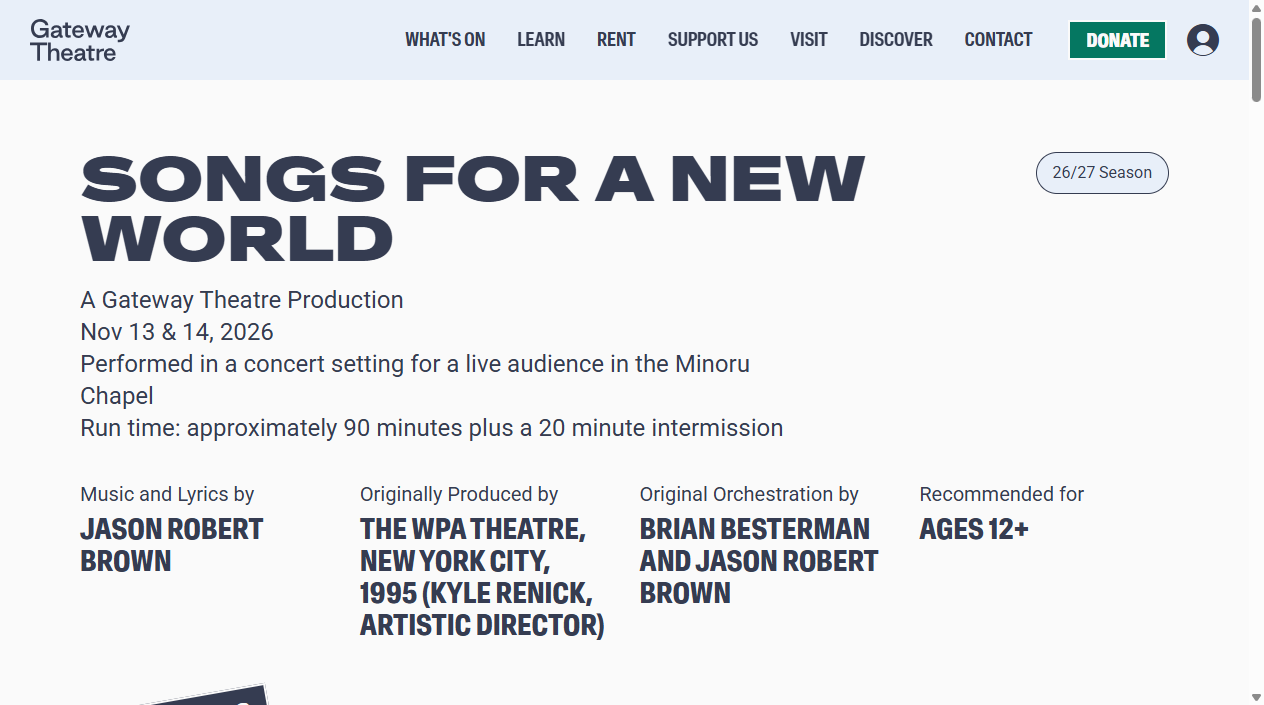 Gateway
Theatre
WHAT'S ON LEARN RENT SUPPORT US VISIT DISCOVER CONTACT DONATE
SONGS FOR A NEW
WORLD
26/27 Season
A Gateway Theatre Production
Nov 13 & 14, 2026
Performed in a concert setting for a live audience in the Minoru
Chapel
Run time: approximately 90 minutes plus a 20 minute intermission
Music and Lyrics by
JASON ROBERT
BROWN
Originally Produced by
THE WPA THEATRE,
NEW YORK CITY,
1995 (KYLE RENICK,
ARTISTIC DIRECTOR)
Original Orchestration by
BRIAN BESTERMAN
AND JASON ROBERT
BROWN
Recommended for
AGES 12+